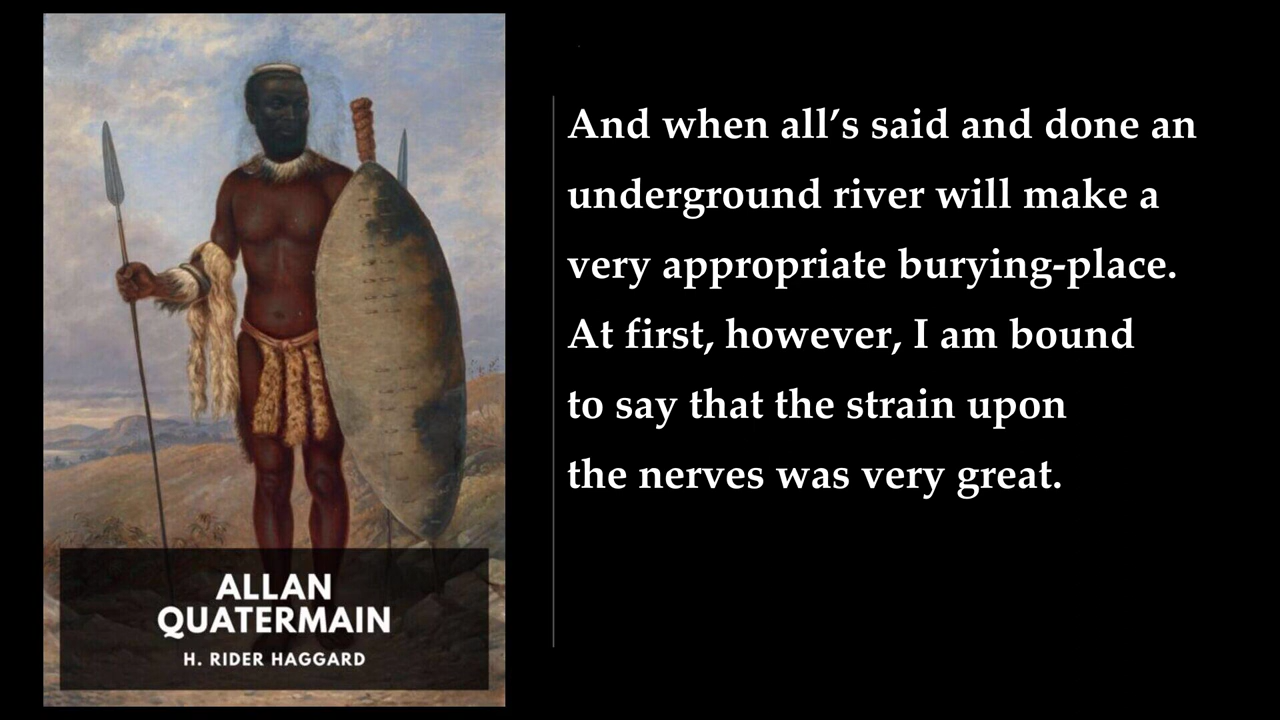 ALLAN
QUATERMAIN
H. RIDER HAGGARD
And when all’s said and done an
underground river will make a
very appropriate burying-place.
At first, however, I am bound
to say that the strain upon
the nerves was very great.